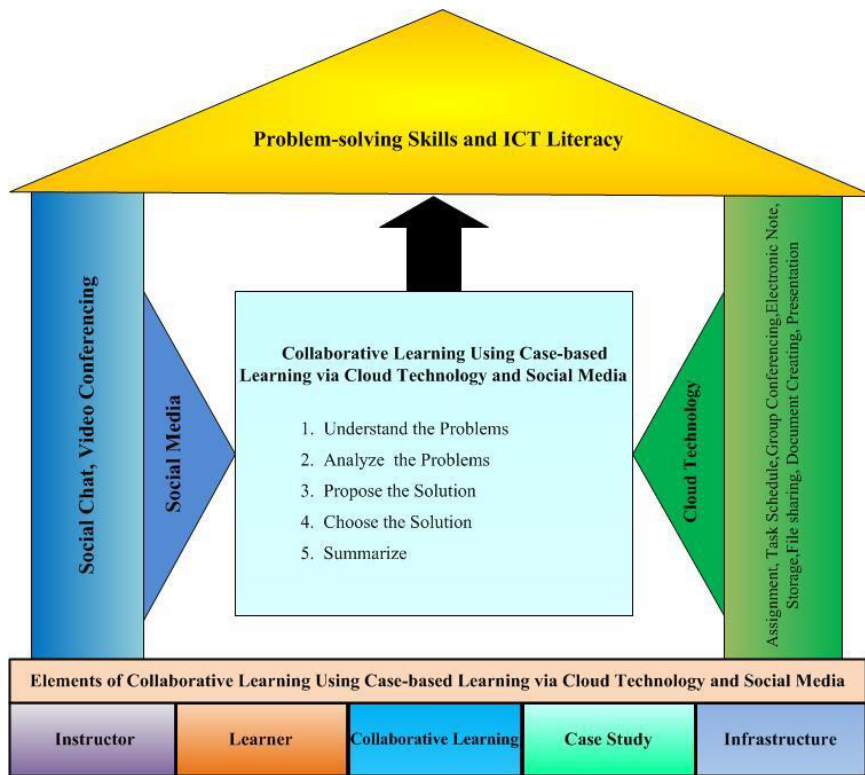 Problem-solving Skills and ICT Literacy
Social Chat, Video Conferencing
Social Media
Collaborative Learning Using Case-based
Learning via Cloud Technology and Social Media
1. Understand the Problems
2. Analyze the Problems
3. Propose the Solution
4. Choose the Solution
5. Summarize
Cloud Technology
Assignment, Task Schedule,Group Conferencing,Electronic Note,
Storage,File sharing, Document Creating, Presentation
Elements of Collaborative Learning Using Case-based Learning via Cloud Technology and Social Media
Instructor
Learner
Collaborative Learning
Case Study
Infrastructure